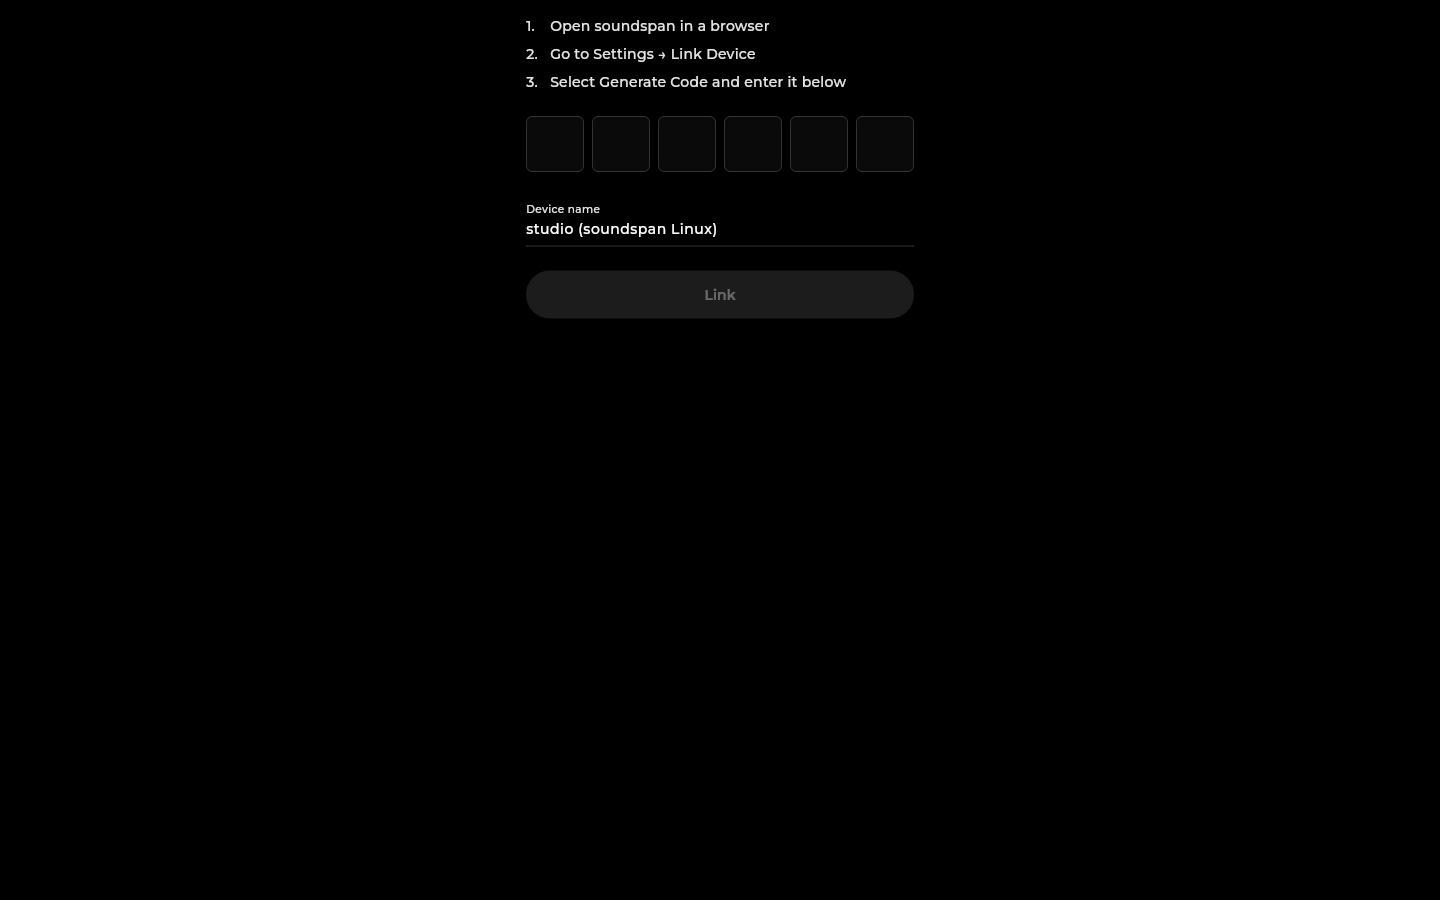 1. Open soundspan in a browser
2. Go to Settings → Link Device
3. Select Generate Code and enter it below
Device name
studio (soundspan Linux)
Link